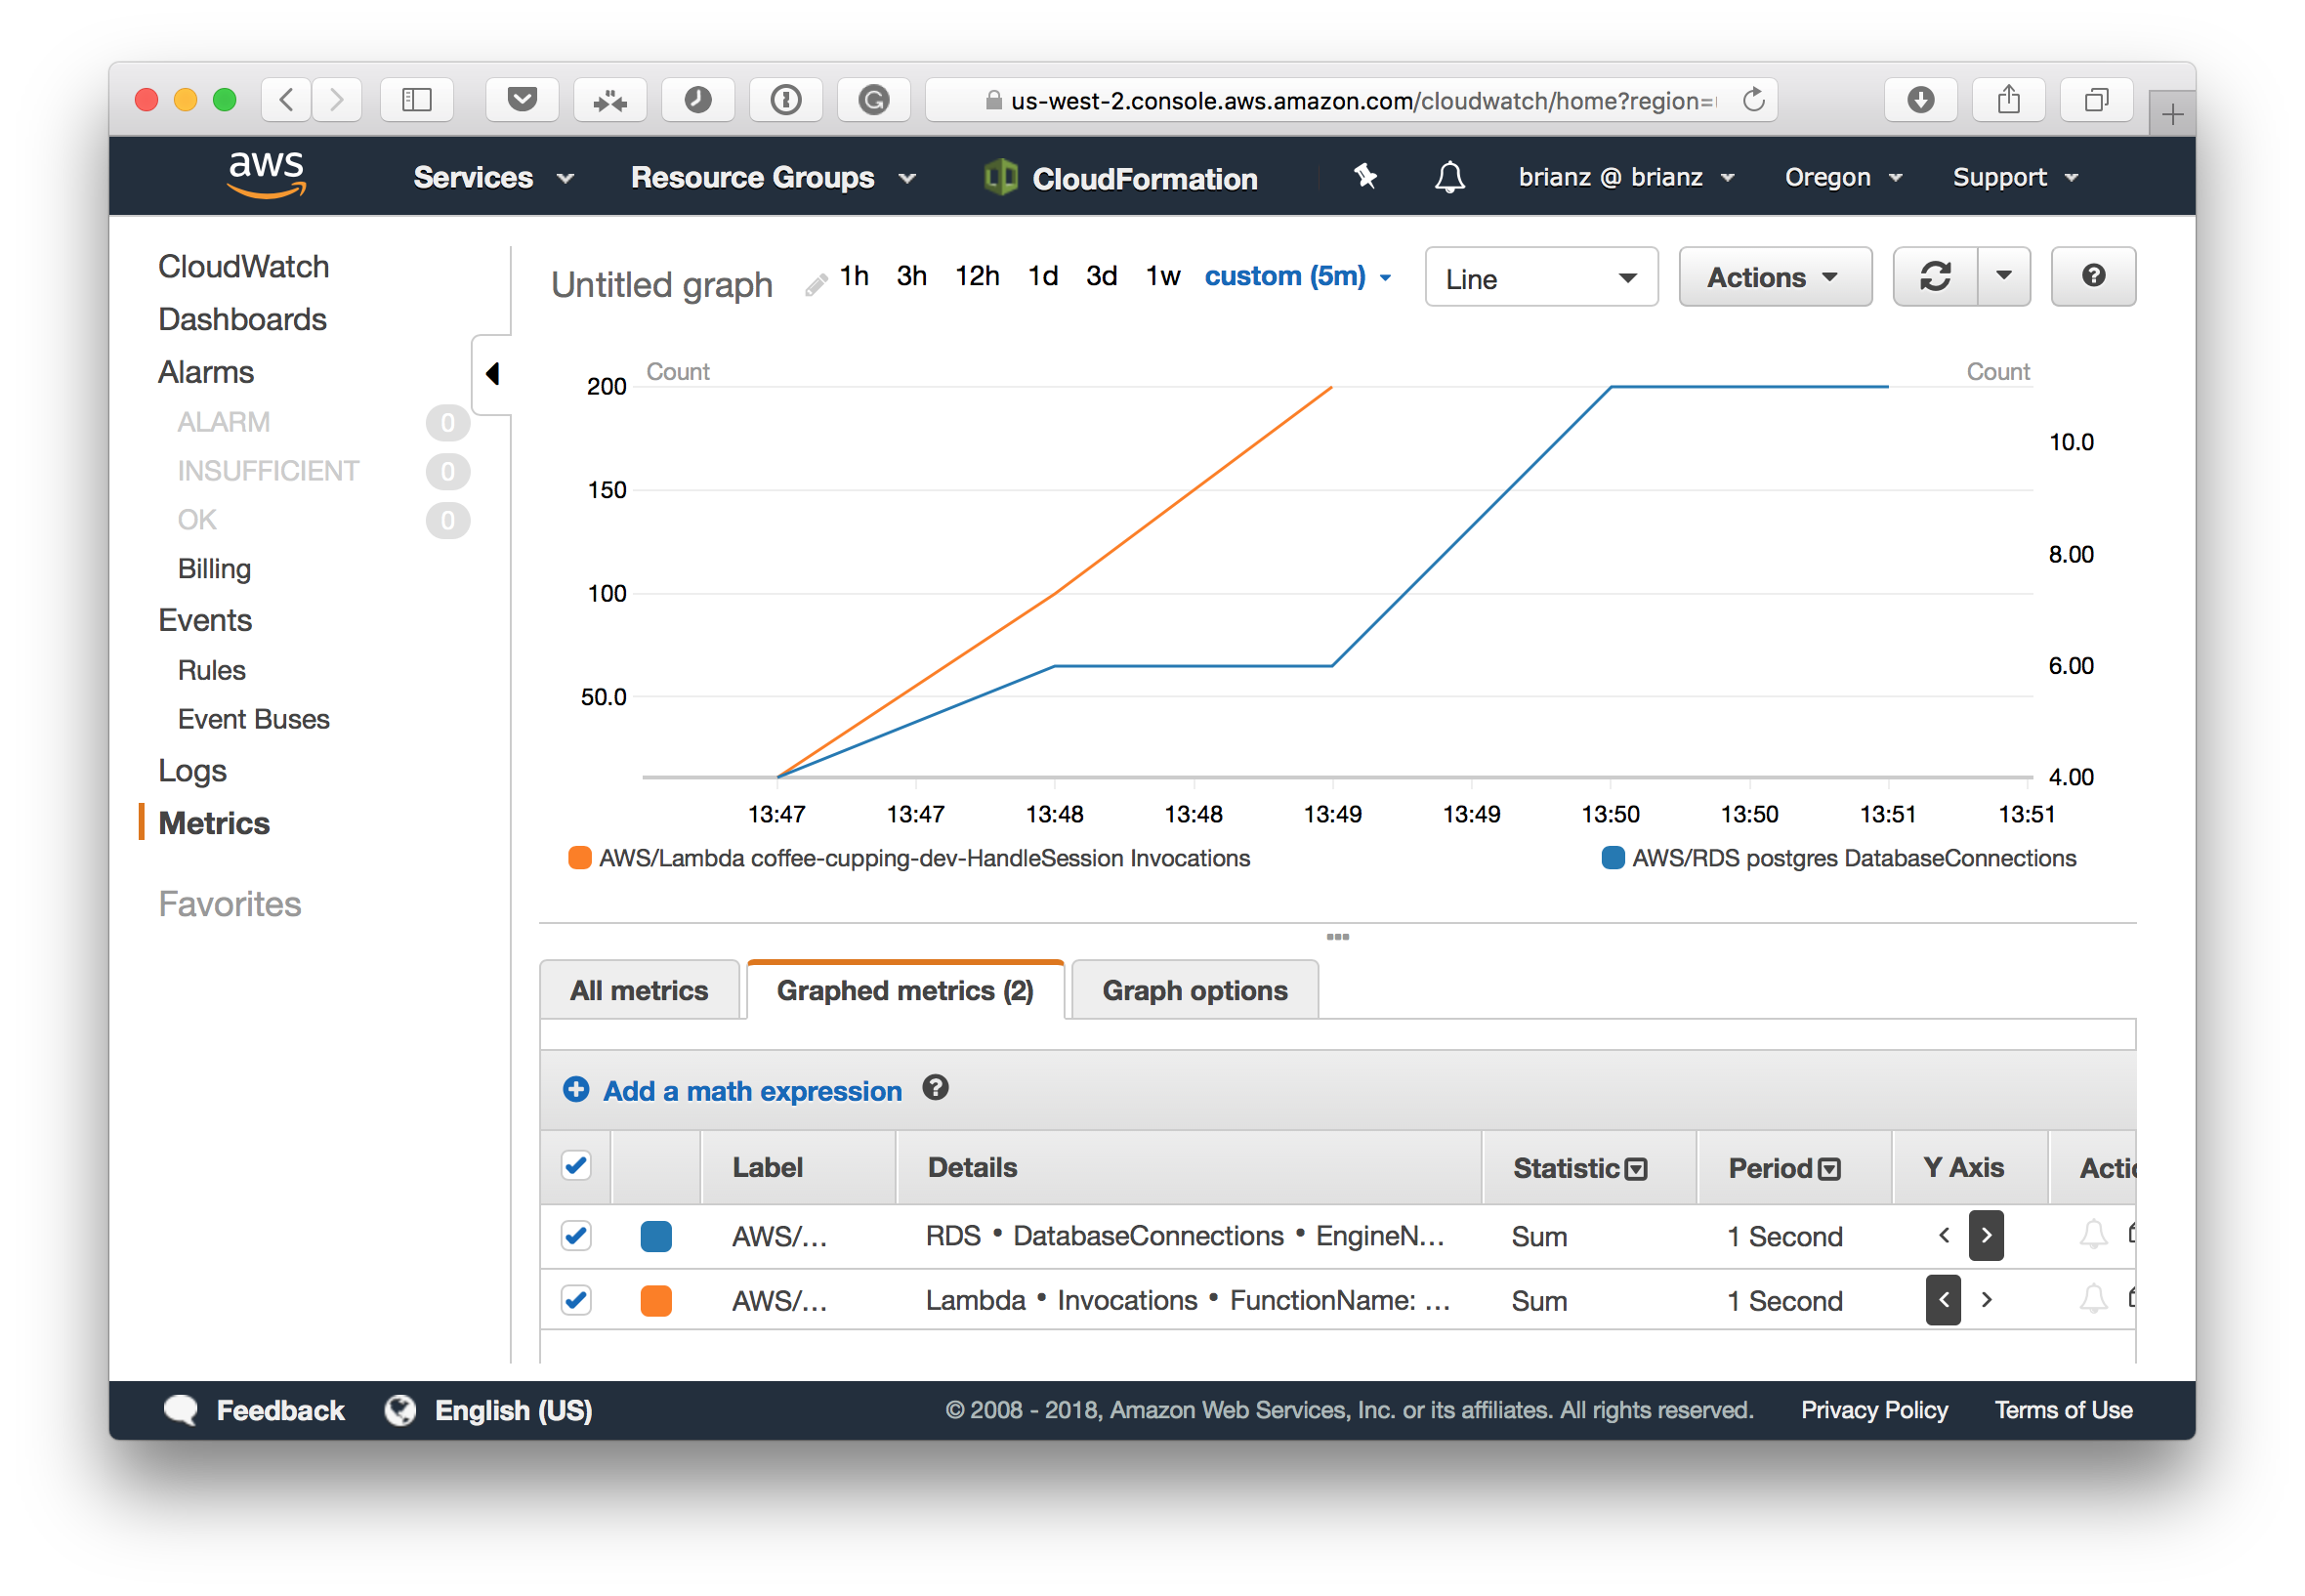 us-west-2.console.aws.amazon.com/cloudwatch/home?region=
aws Services Resource Groups CloudFormation brianz @ brianz Oregon Support
CloudWatch
Dashboards
Alarms
ALARM 0
INSUFFICIENT 0
OK 0
Billing
Events
Rules
Event Buses
Logs
Metrics
Favorites
Untitled graph 1h 3h 12h 1d 3d 1w custom (5m) Line Actions
Count Count
200
150
100
50.0
10.0
8.00
6.00
4.00
13:47 13:47 13:48 13:48 13:49 13:49 13:50 13:50 13:51 13:51
AWS/Lambda coffee-cupping-dev-HandleSession Invocations AWS/RDS postgres DatabaseConnections
All metrics Graphed metrics (2) Graph options
Add a math expression
Label Details Statistic Period Y Axis
AWS/... RDS • DatabaseConnections • EngineN... Sum 1 Second
AWS/... Lambda • Invocations • FunctionName: ... Sum 1 Second
Feedback English (US) © 2008 - 2018, Amazon Web Services, Inc. or its affiliates. All rights reserved. Privacy Policy Terms of Use